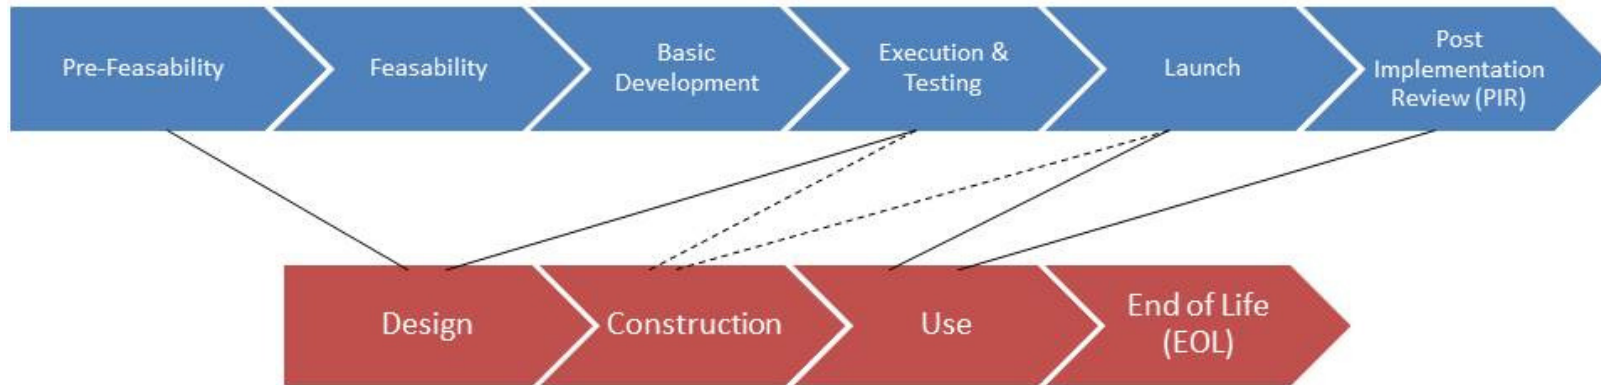 Pre-Feasability
Feasability
Basic
Development
Execution &
Testing
Launch
Post
Implementation
Review (PIR)
Design
Construction
Use
End of Life
(EOL)